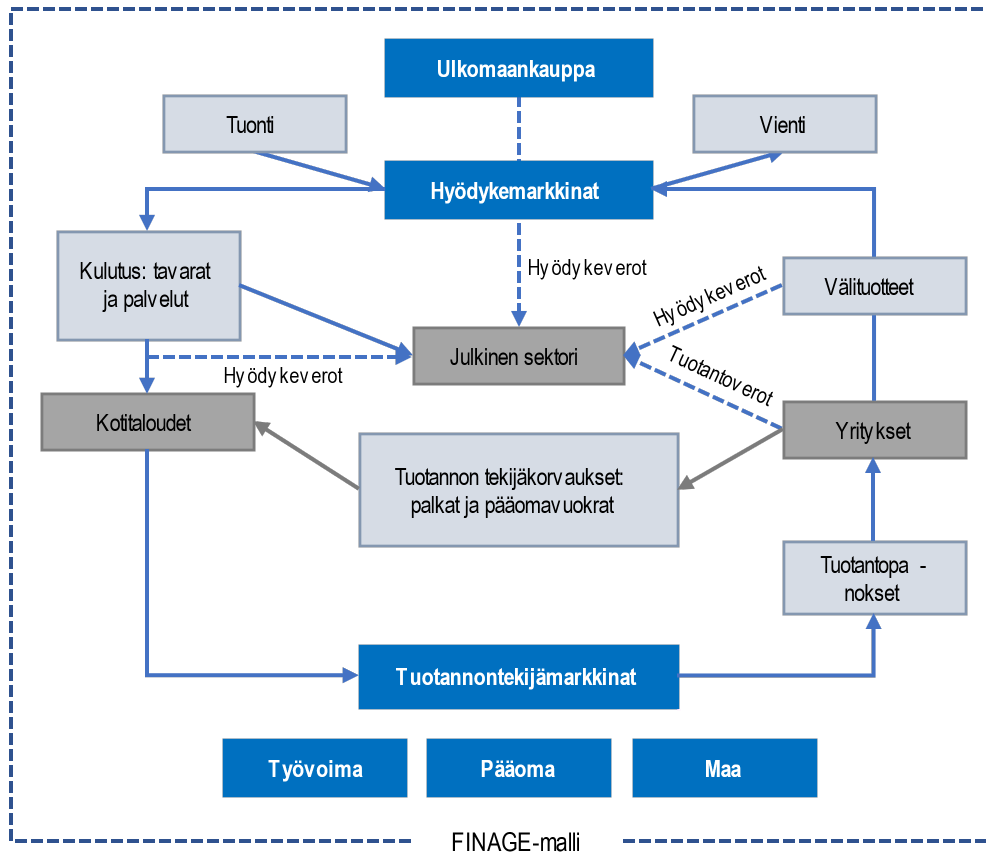 Ulkomaankauppa
Tuonti
Vienti
Hyödykemarkkinat
Kulutus: tavarat
ja palvelut
Hyödykeverot
Hyödykeverot
Välituotteet
Julkinen sektori
Tuotantoverot
Hyödykeverot
Kotitaloudet
Yritykset
Tuotannon tekijäkorvaukset:
palkat ja pääomavuokrat
Tuotantopa -
nokset
Tuotannontekijämarkkinat
Työvoima
Pääoma
Maa
FINAGE-malli